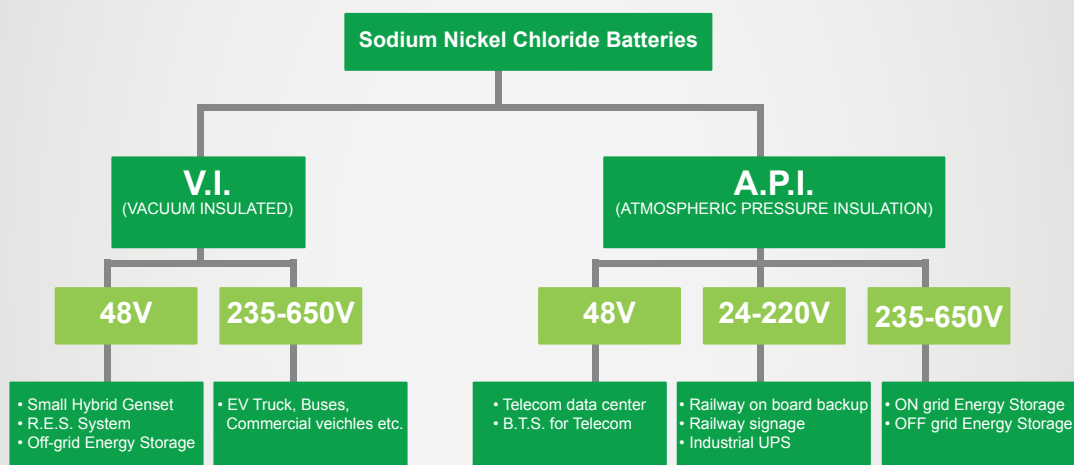 Sodium Nickel Chloride Batteries
V.I.
(VACUUM INSULATED)
A.P.I.
(ATMOSPHERIC PRESSURE INSULATION)
48V
235-650V
48V
24-220V
235-650V
• Small Hybrid Genset
• R.E.S. System
• Off-grid Energy Storage
• EV Truck, Buses,
Commercial veichles etc.
• Telecom data center
• B.T.S. for Telecom
• Railway on board backup
• Railway signage
• Industrial UPS
• ON grid Energy Storage
• OFF grid Energy Storage